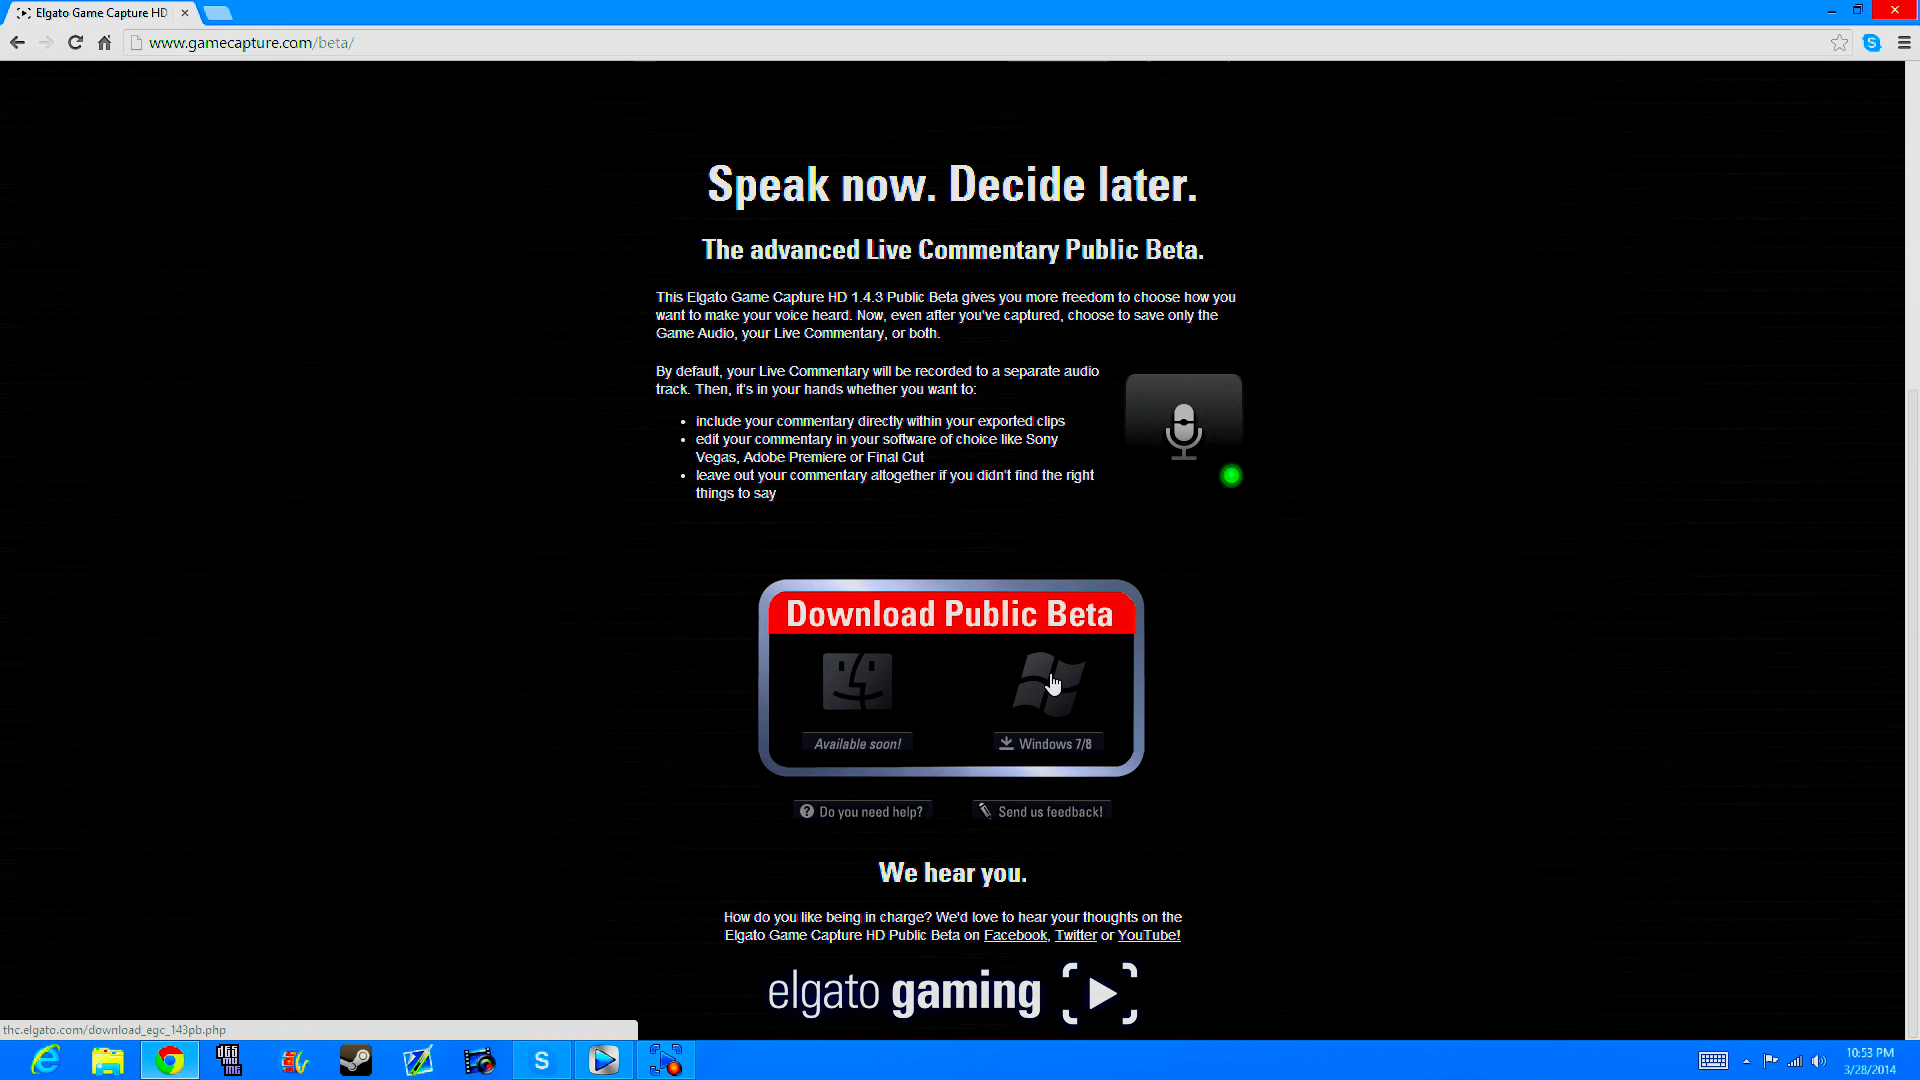 Elgato Game Capture HD
www.gamecapture.com/beta/
Speak now. Decide later.
The advanced Live Commentary Public Beta.
This Elgato Game Capture HD 1.4.3 Public Beta gives you more freedom to choose how you
want to make your voice heard. Now, even after you've captured, choose to save only the
Game Audio, your Live Commentary, or both.
By default, your Live Commentary will be recorded to a separate audio
track. Then, it's in your hands whether you want to:
• include your commentary directly within your exported clips
• edit your commentary in your software of choice like Sony
Vegas, Adobe Premiere or Final Cut
• leave out your commentary altogether if you didn't find the right
things to say
Download Public Beta
Available soon!
Windows 7/8
Do you need help?
Send us feedback!
We hear you.
How do you like being in charge? We'd love to hear your thoughts on the
Elgato Game Capture HD Public Beta on Facebook, Twitter or YouTube!
elgato gaming
thc.elgato.com/download_egc_143pb.php
10:53 PM
3/28/2014